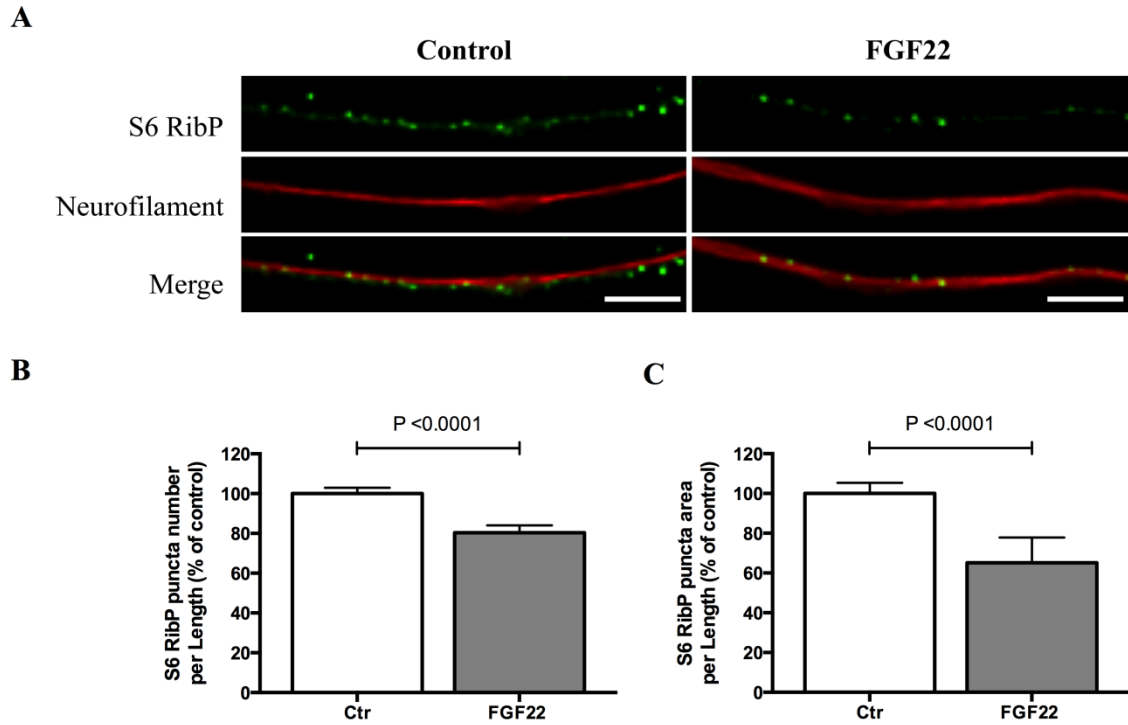 A
Control
FGF22
S6 RibP
Neurofilament
Merge
B
P <0.0001
S6 RibP puncta number
per Length (% of control)
120
100
80
60
40
20
0
Ctr
FGF22
C
P <0.0001
S6 RibP puncta area
per Length (% of control)
120
100
80
60
40
20
0
Ctr
FGF22